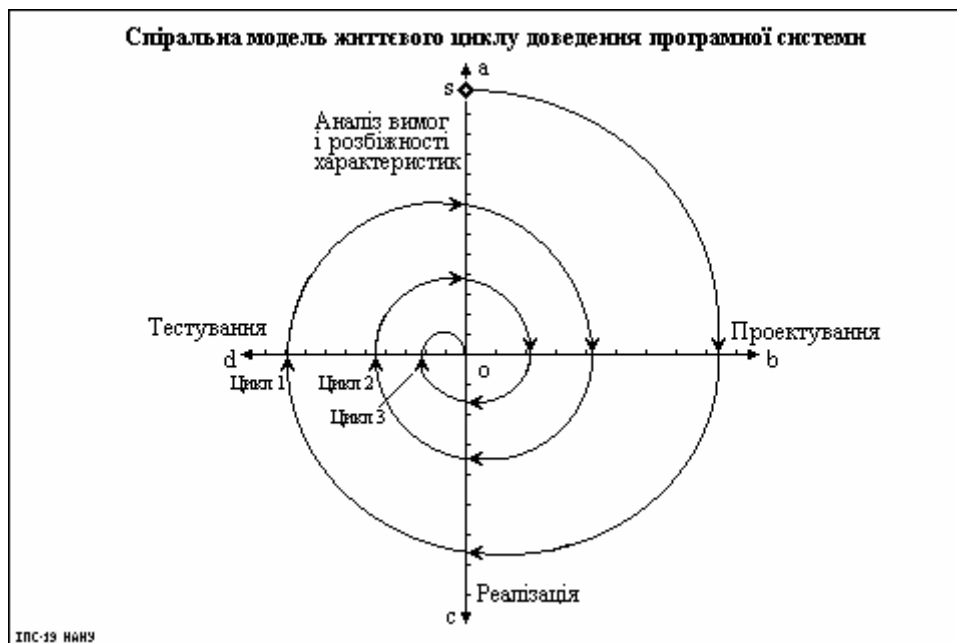 Спіральна модель життєвого циклу доведення програмної системи
a
s
Аналіз вимог
і розбіжності
характеристик
Тестування
Проектування
d
o
b
Цикл 1
Цикл 2
Цикл 3
Реалізація
c
ІПС-19 НАНУ